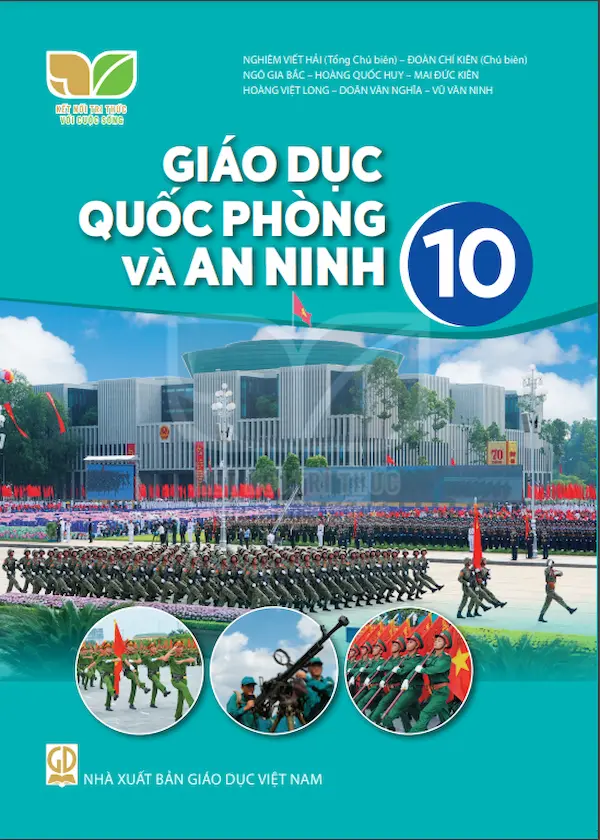 KẾT NỐI TRI THỨC
VỚI CUỘC SỐNG
NGHIÊM VIẾT HẢI (Tổng Chủ biên) – ĐOÀN CHÍ KIÊN (Chủ biên)
NGÔ GIA BẮC – HOÀNG QUỐC HUY – MAI ĐỨC KIÊN
HOÀNG VIỆT LONG – DOÃN VĂN NGHĨA – VŨ VĂN NINH
GIÁO DỤC
QUỐC PHÒNG
VÀ AN NINH
10
70
GD
NHÀ XUẤT BẢN GIÁO DỤC VIỆT NAM